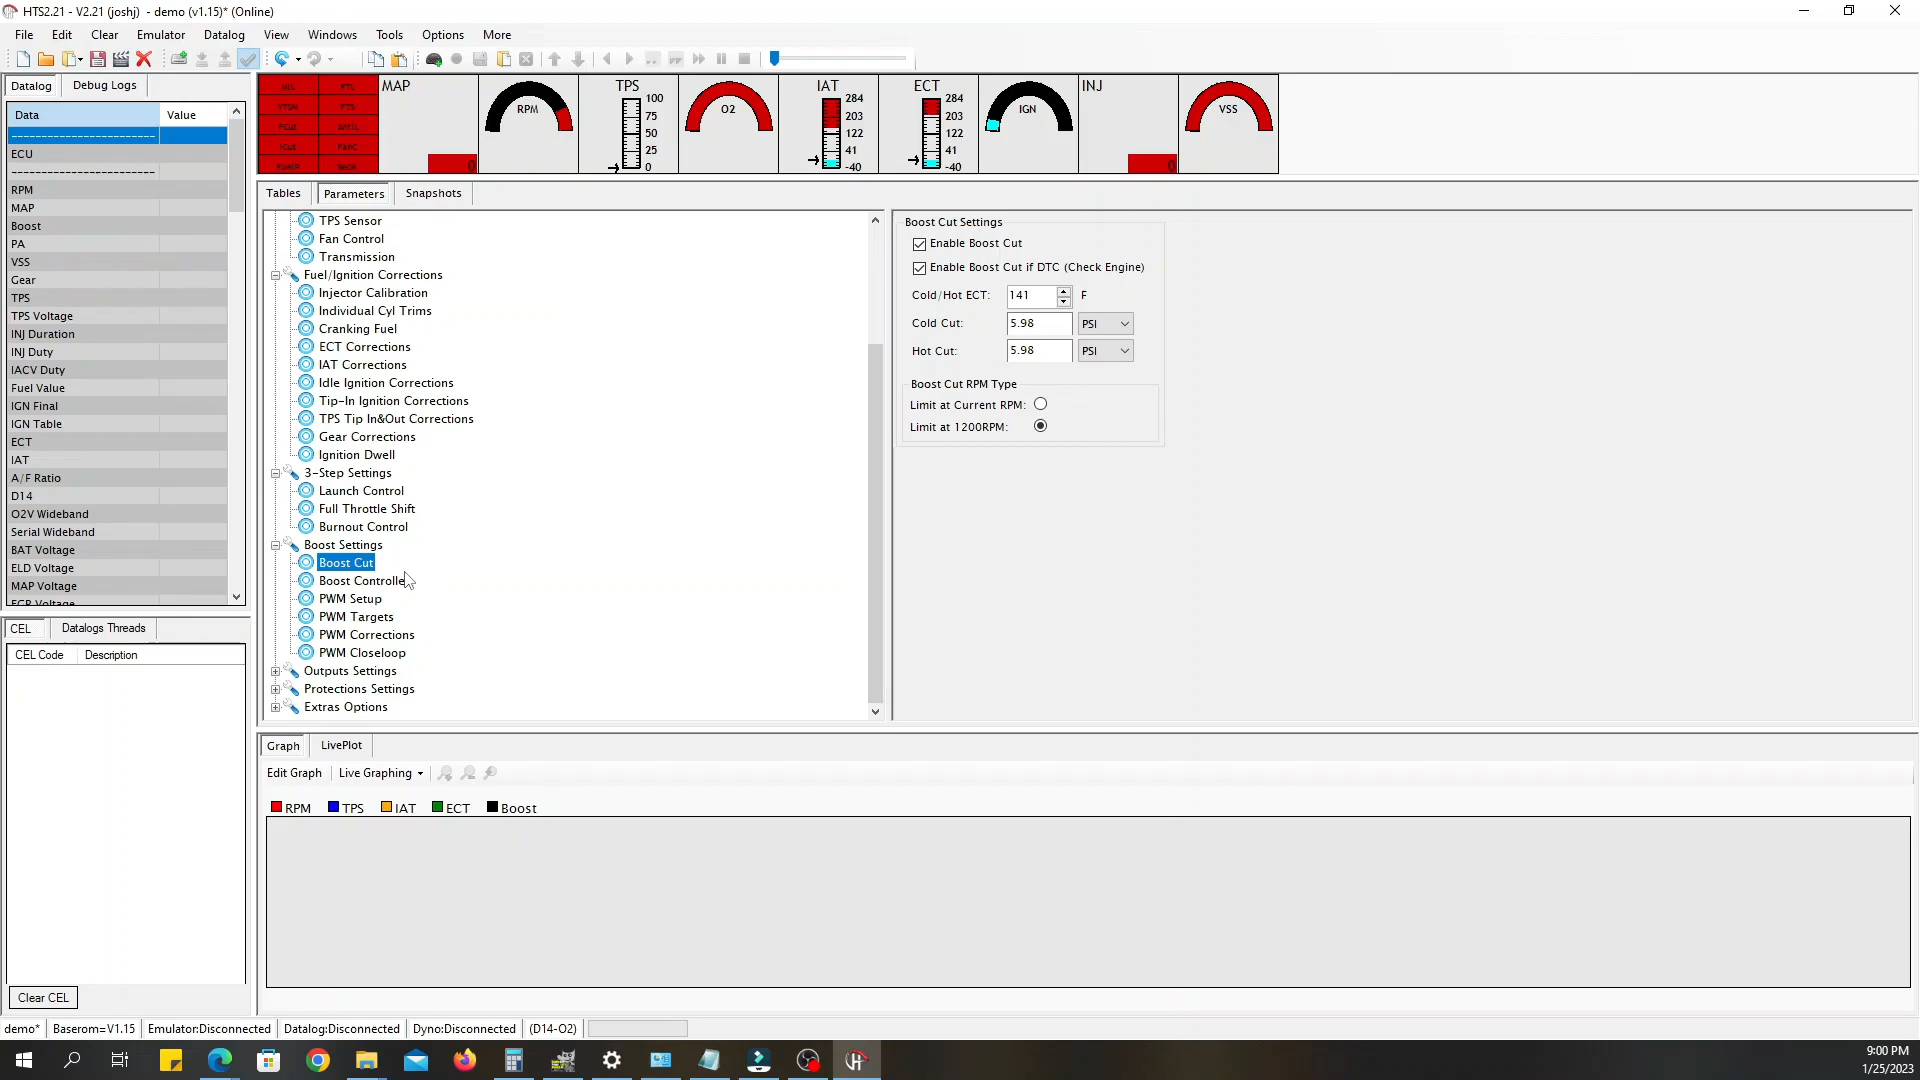 HTS2.21 - V2.21 (joshj)  - demo (v1.15)* (Online)
File Edit Clear Emulator Datalog View Windows Tools Options More
Datalog Debug Logs
Data Value
ECU
RPM
MAP
Boost
PA
VSS
Gear
TPS
TPS Voltage
INJ Duration
INJ Duty
IACV Duty
Fuel Value
IGN Final
IGN Table
ECT
IAT
A/F Ratio
D14
O2V Wideband
Serial Wideband
BAT Voltage
ELD Voltage
MAP Voltage
CEL Datalogs Threads
CEL Code Description
Clear CEL
MAP
0
RPM
TPS
100
75
50
25
0
O2
IAT
284
203
122
41
-40
ECT
284
203
122
41
-40
IGN
INJ
0
VSS
Tables Parameters Snapshots
TPS Sensor
Fan Control
Transmission
Fuel/Ignition Corrections
Injector Calibration
Individual Cyl Trims
Cranking Fuel
ECT Corrections
IAT Corrections
Idle Ignition Corrections
Tip-In Ignition Corrections
TPS Tip In&Out Corrections
Gear Corrections
Ignition Dwell
3-Step Settings
Launch Control
Full Throttle Shift
Burnout Control
Boost Settings
Boost Cut
Boost Controlle
PWM Setup
PWM Targets
PWM Corrections
PWM Closeloop
Outputs Settings
Protections Settings
Extras Options
Boost Cut Settings
Enable Boost Cut
Enable Boost Cut if DTC (Check Engine)
Cold/Hot ECT: 141 F
Cold Cut: 5.98 PSI
Hot Cut: 5.98 PSI
Boost Cut RPM Type
Limit at Current RPM:
Limit at 1200RPM:
Graph LivePlot
Edit Graph Live Graphing
RPM TPS IAT ECT Boost
demo* Baserom=V1.15 Emulator:Disconnected Datalog:Disconnected Dyno:Disconnected (D14-O2)
9:00 PM
1/25/2023